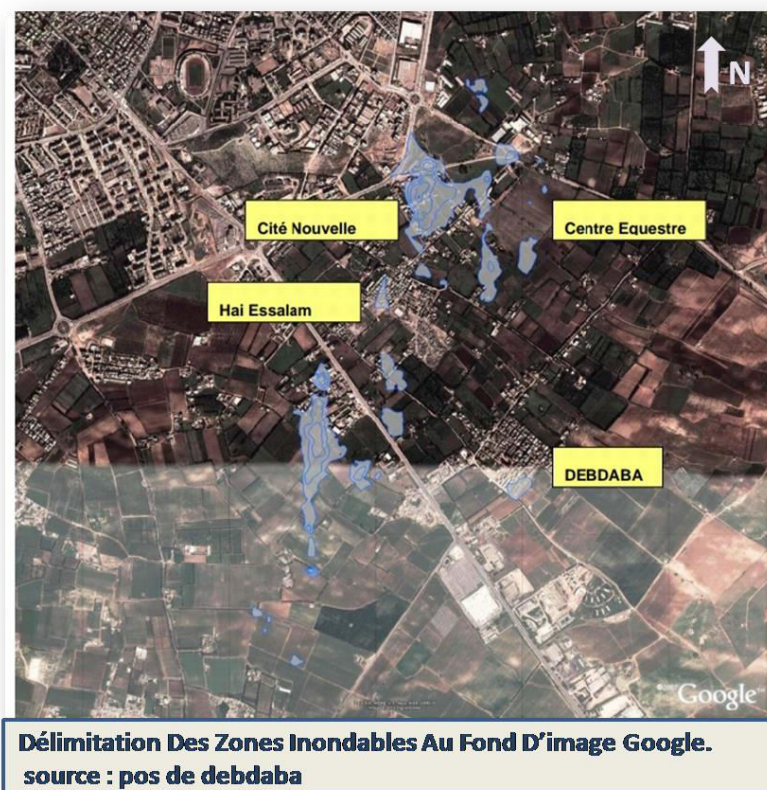 N
Cité Nouvelle
Centre Equestre
Hai Essalam
DEBDABA
Google
Délimitation Des Zones Inondables Au Fond D'image Google.
source : pos de debdaba